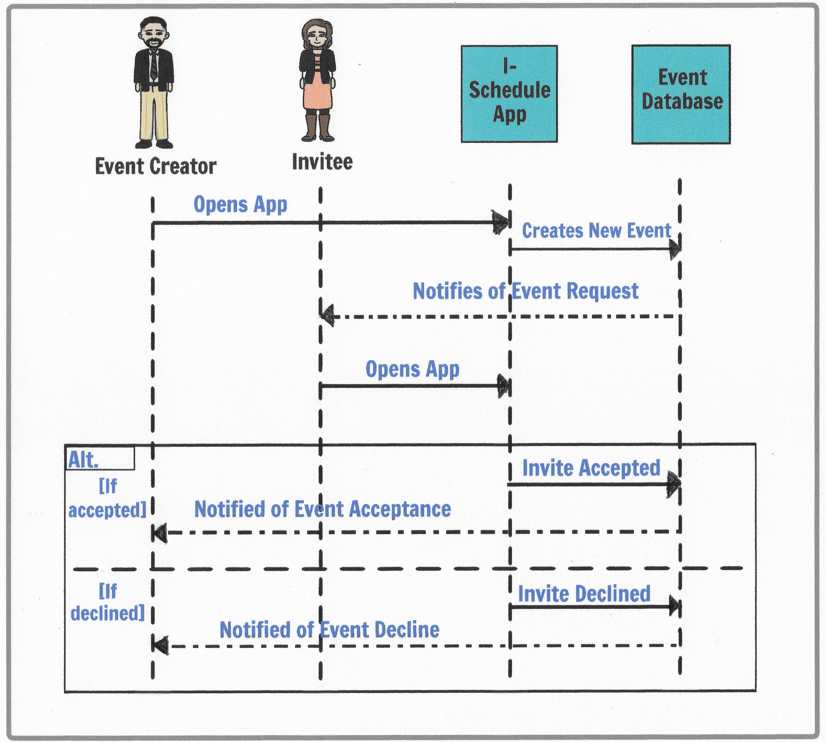 I-
Schedule
App
Event
Database
Event Creator
Invitee
Opens App
Creates New Event
Notifies of Event Request
Opens App
Alt.
[If
accepted]
Invite Accepted
Notified of Event Acceptance
[If
declined]
Invite Declined
Notified of Event Decline